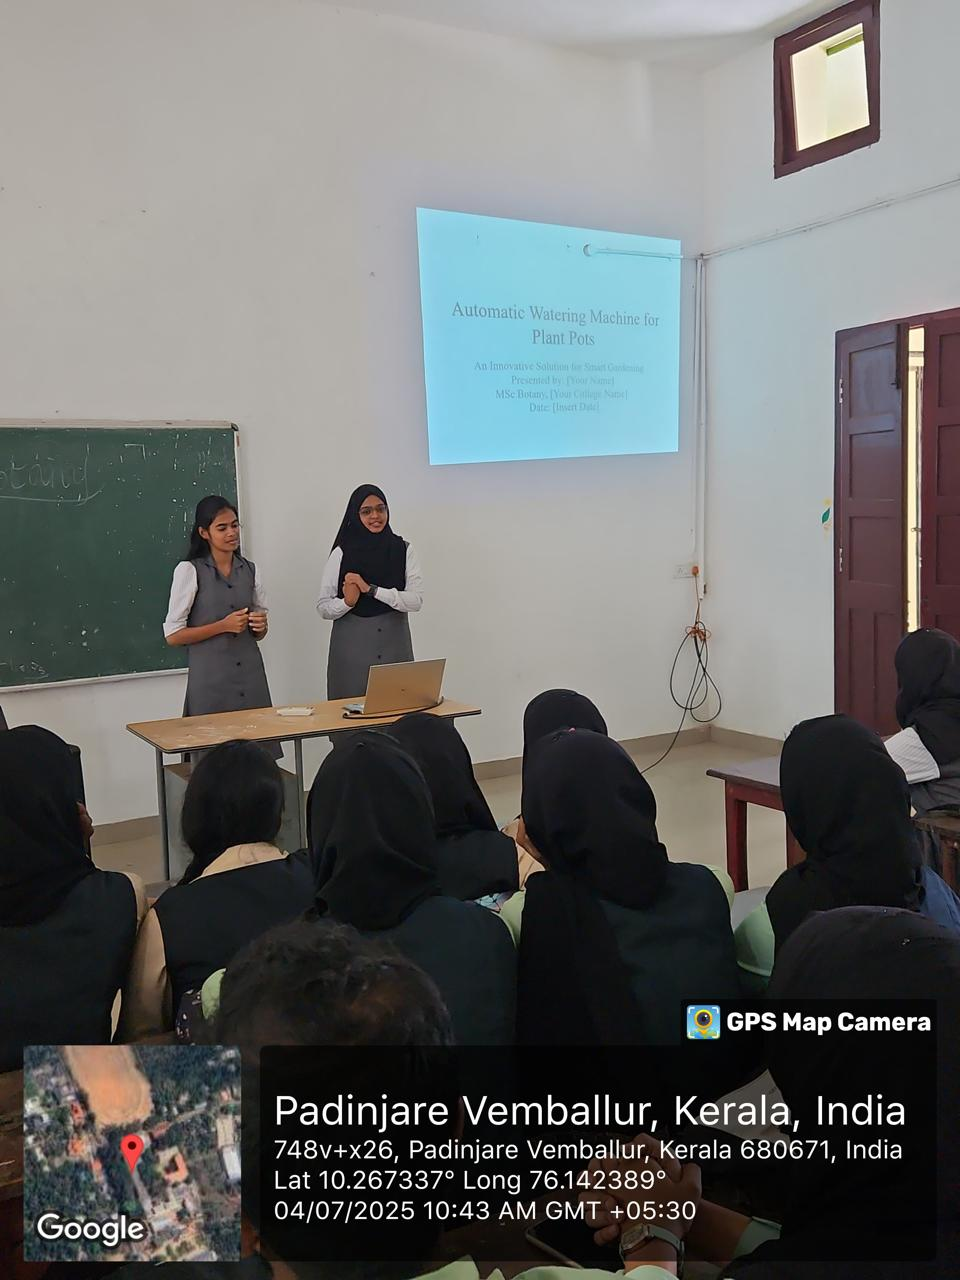 Automatic Watering Machine for
Plant Pots
An Innovative Solution for Smart Gardening
Presented by: [Your Name]
MSc Botany, [Your College Name]
Date: [Insert Date]
GPS Map Camera
Padinjare Vemballur, Kerala, India
748v+x26, Padinjare Vemballur, Kerala 680671, India
Lat 10.267337° Long 76.142389°
04/07/2025 10:43 AM GMT +05:30
Google